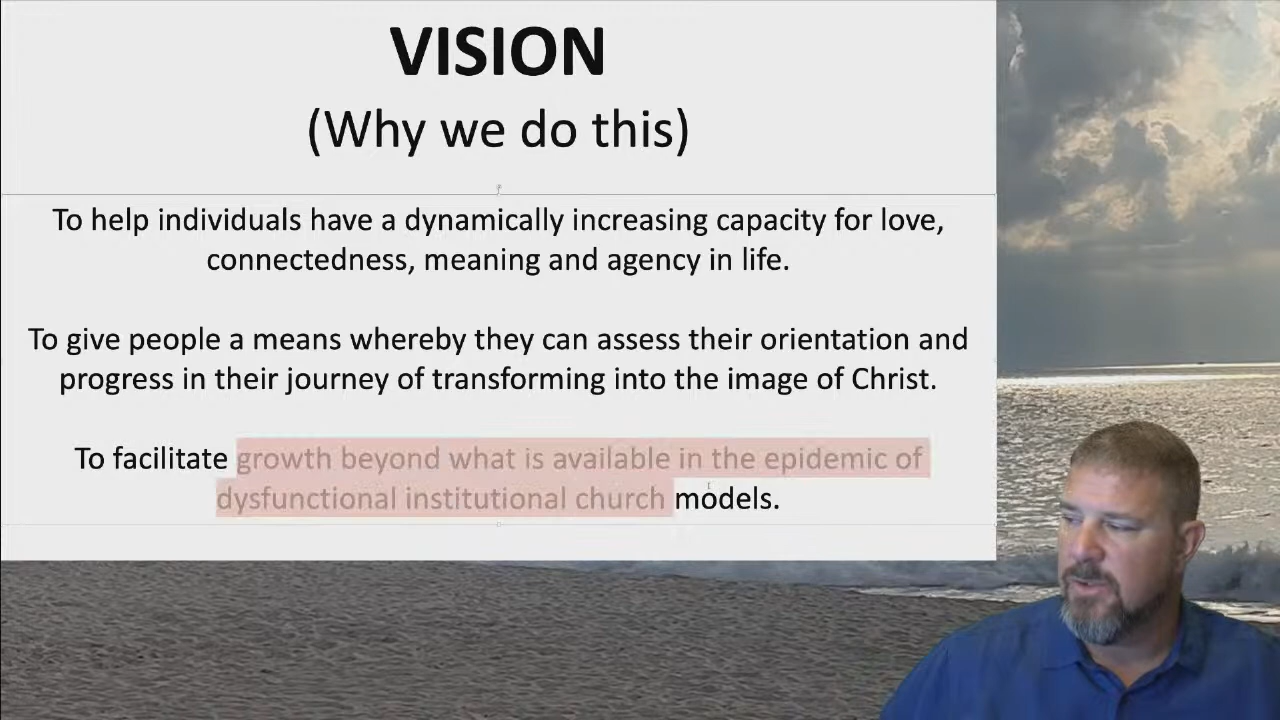 VISION
(Why we do this)
To help individuals have a dynamically increasing capacity for love,
connectedness, meaning and agency in life.
To give people a means whereby they can assess their orientation and
progress in their journey of transforming into the image of Christ.
To facilitate growth beyond what is available in the epidemic of
dysfunctional institutional church models.